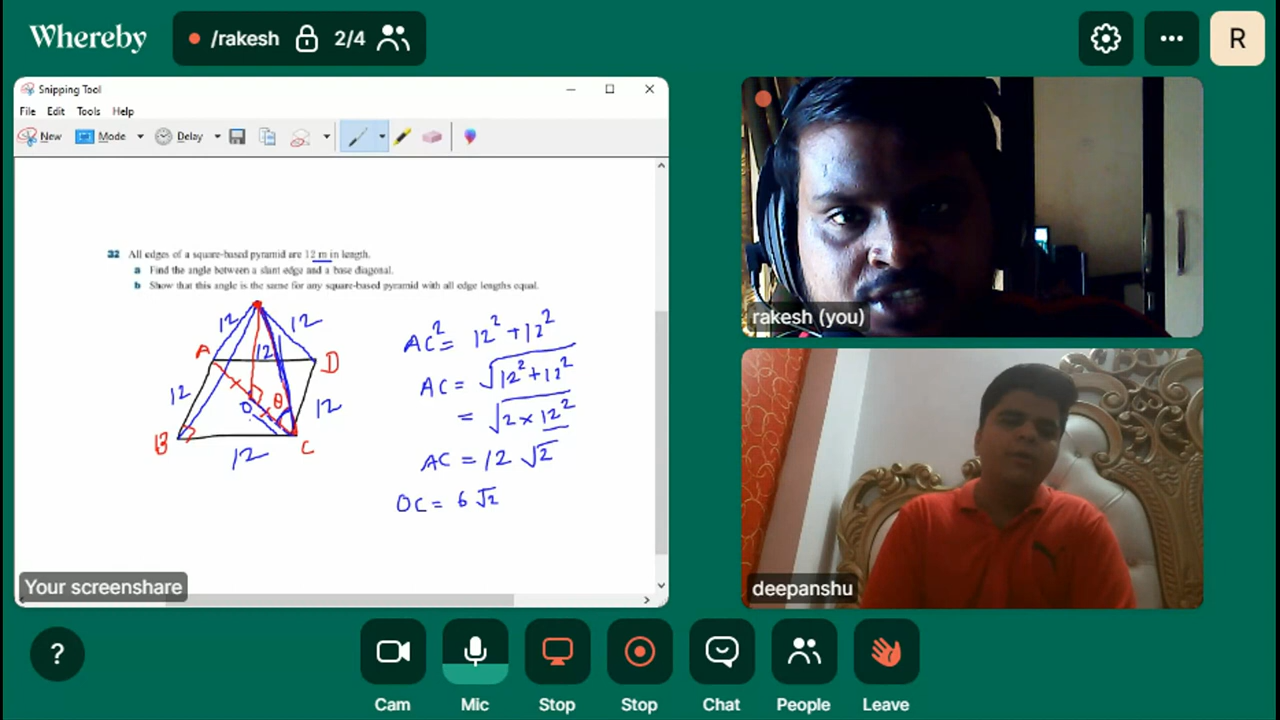 Whereby
/rakesh
2/4
R
Snipping Tool
File Edit Tools Help
New Mode Delay
32 All edges of a square-based pyramid are 12 m in length.
a Find the angle between a slant edge and a base diagonal.
b Show that this angle is the same for any square-based pyramid with all edge lengths equal.
12 12
A 12 D
12 O θ 12
B C
12
AC² = 12² + 12²
AC = √12² + 12²
= √2 × 12²
AC = 12 √2
OC = 6 √2
Your screenshare
rakesh (you)
deepanshu
?
Cam Mic Stop Stop Chat People Leave